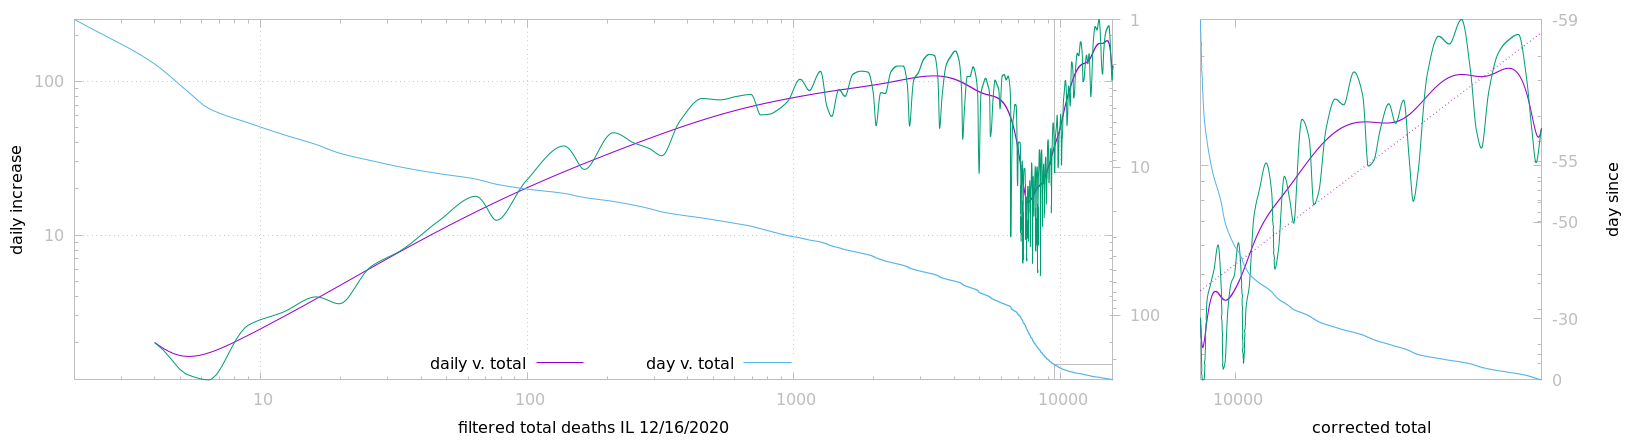 1
-59
100
10
-55
daily increase
-50
day since
10
100
-30
daily v. total
day v. total
0
10
100
1000
10000
10000
filtered total deaths IL 12/16/2020
corrected total